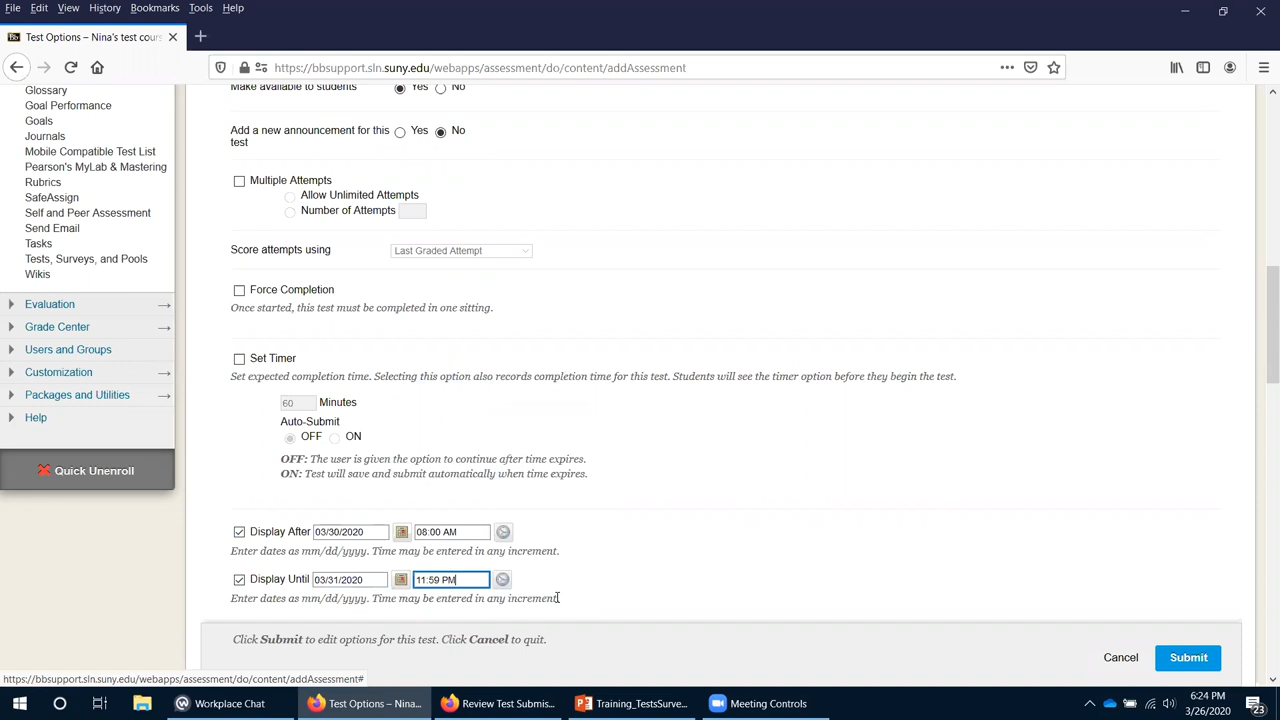 File Edit View History Bookmarks Tools Help
Bb Test Options – Nina's test cours
https://bbsupport.sln.suny.edu/webapps/assessment/do/content/addAssessment
Glossary
Goal Performance
Goals
Journals
Mobile Compatible Test List
Pearson's MyLab & Mastering
Rubrics
SafeAssign
Self and Peer Assessment
Send Email
Tasks
Tests, Surveys, and Pools
Wikis
Evaluation
Grade Center
Users and Groups
Customization
Packages and Utilities
Help
Quick Unenroll
Make available to students Yes No
Add a new announcement for this Yes No
test
Multiple Attempts
Allow Unlimited Attempts
Number of Attempts
Score attempts using Last Graded Attempt
Force Completion
Once started, this test must be completed in one sitting.
Set Timer
Set expected completion time. Selecting this option also records completion time for this test. Students will see the timer option before they begin the test.
60 Minutes
Auto-Submit
OFF ON
OFF: The user is given the option to continue after time expires.
ON: Test will save and submit automatically when time expires.
Display After 03/30/2020 08:00 AM
Enter dates as mm/dd/yyyy. Time may be entered in any increment.
Display Until 03/31/2020 11:59 PM
Enter dates as mm/dd/yyyy. Time may be entered in any increment.
Click Submit to edit options for this test. Click Cancel to quit.
Cancel Submit
https://bbsupport.sln.suny.edu/webapps/assessment/do/content/addAssessment#
Workplace Chat
Test Options – Nina...
Review Test Submis...
Training_TestsSurve...
Meeting Controls
6:24 PM
3/26/2020
23